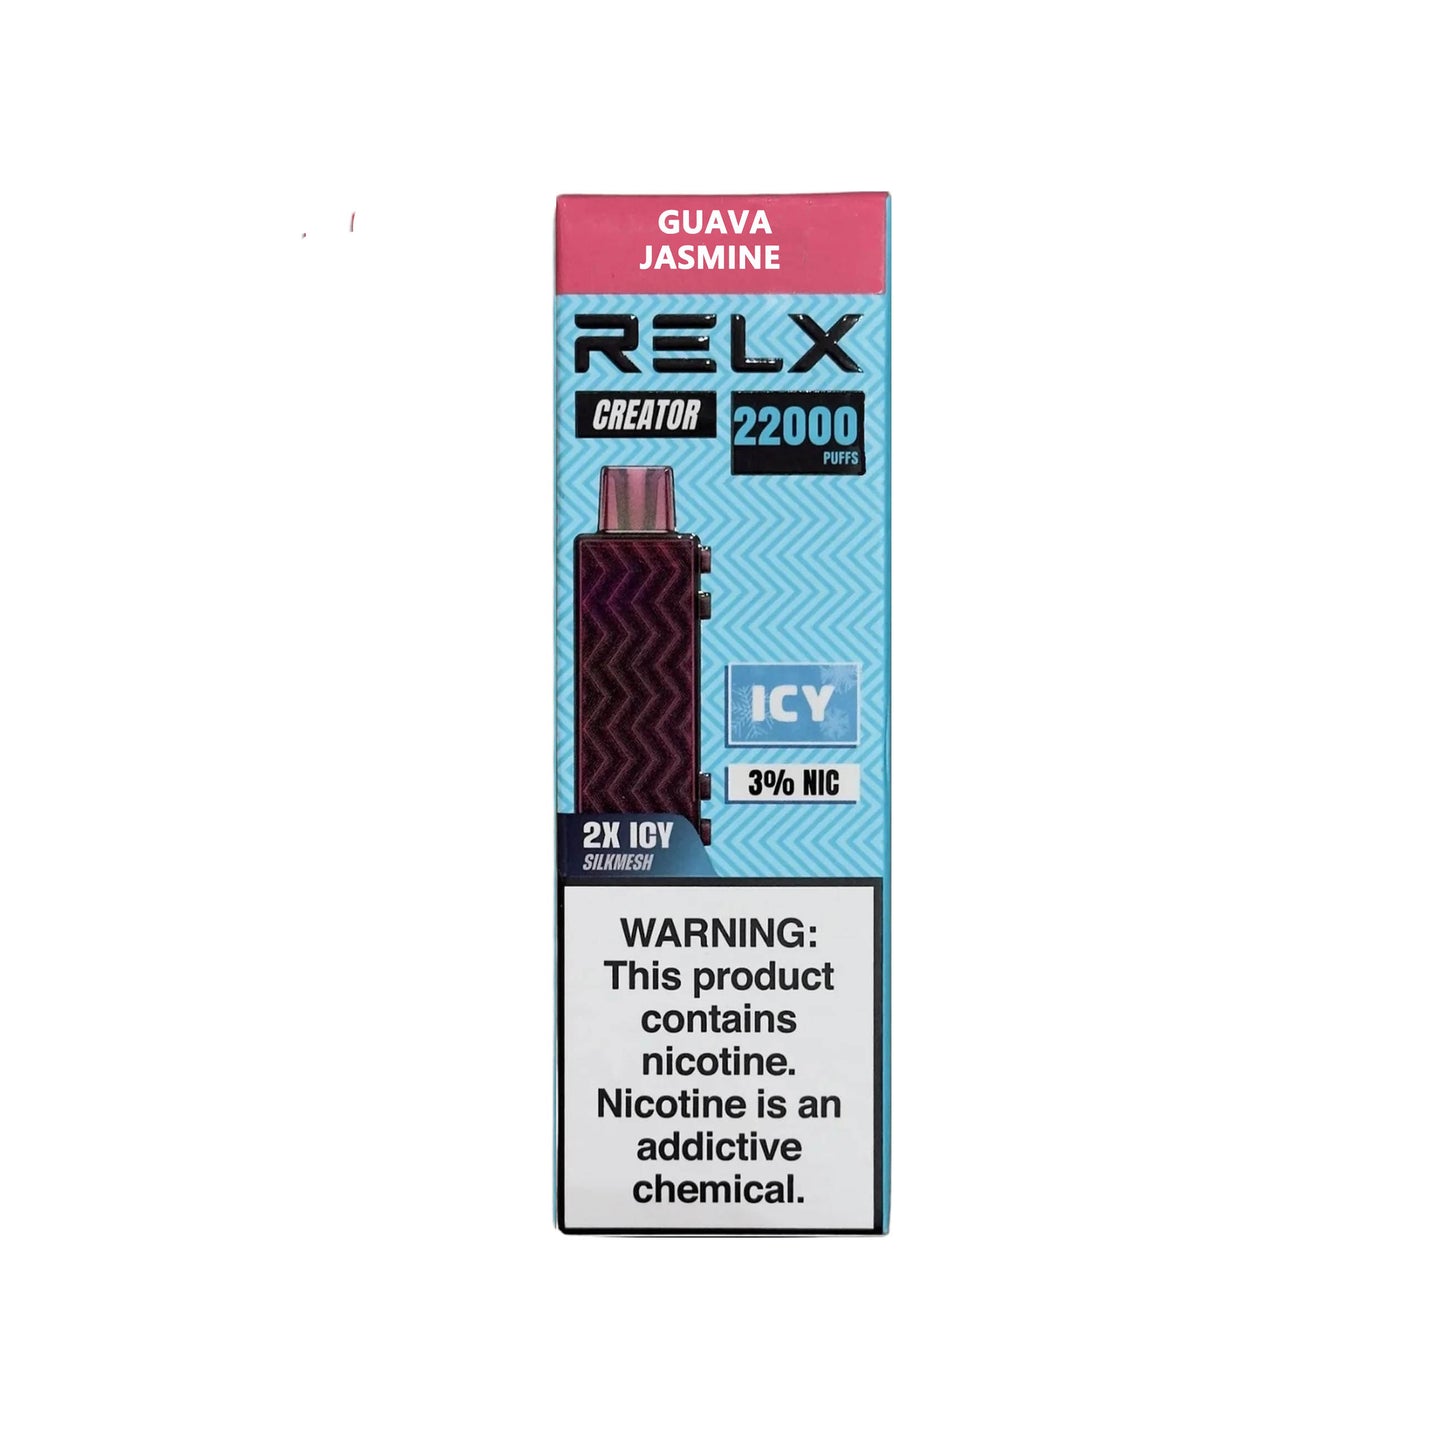 GUAVA
JASMINE
RELX
CREATOR
22000
PUFFS
ICY
3% NIC
2X ICY
SILKMESH
WARNING:
This product
contains
nicotine.
Nicotine is an
addictive
chemical.